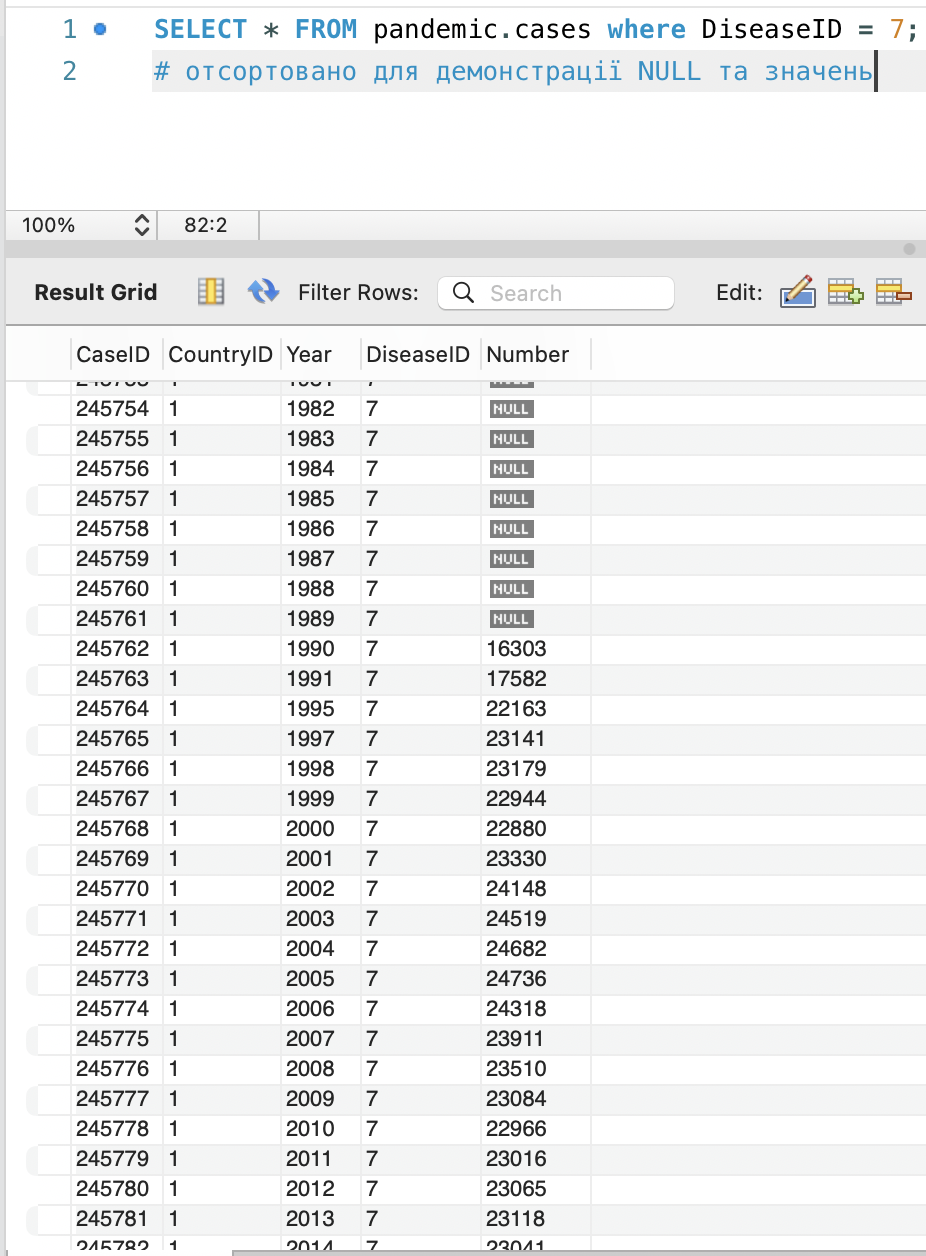 1 SELECT * FROM pandemic.cases where DiseaseID = 7;
2 # отсортовано для демонстрації NULL та значень
100% 82:2
Result Grid Filter Rows: Search Edit:
CaseID CountryID Year DiseaseID Number
245754 1 1982 7 NULL
245755 1 1983 7 NULL
245756 1 1984 7 NULL
245757 1 1985 7 NULL
245758 1 1986 7 NULL
245759 1 1987 7 NULL
245760 1 1988 7 NULL
245761 1 1989 7 NULL
245762 1 1990 7 16303
245763 1 1991 7 17582
245764 1 1995 7 22163
245765 1 1997 7 23141
245766 1 1998 7 23179
245767 1 1999 7 22944
245768 1 2000 7 22880
245769 1 2001 7 23330
245770 1 2002 7 24148
245771 1 2003 7 24519
245772 1 2004 7 24682
245773 1 2005 7 24736
245774 1 2006 7 24318
245775 1 2007 7 23911
245776 1 2008 7 23510
245777 1 2009 7 23084
245778 1 2010 7 22966
245779 1 2011 7 23016
245780 1 2012 7 23065
245781 1 2013 7 23118
245782 1 2014 7 23041